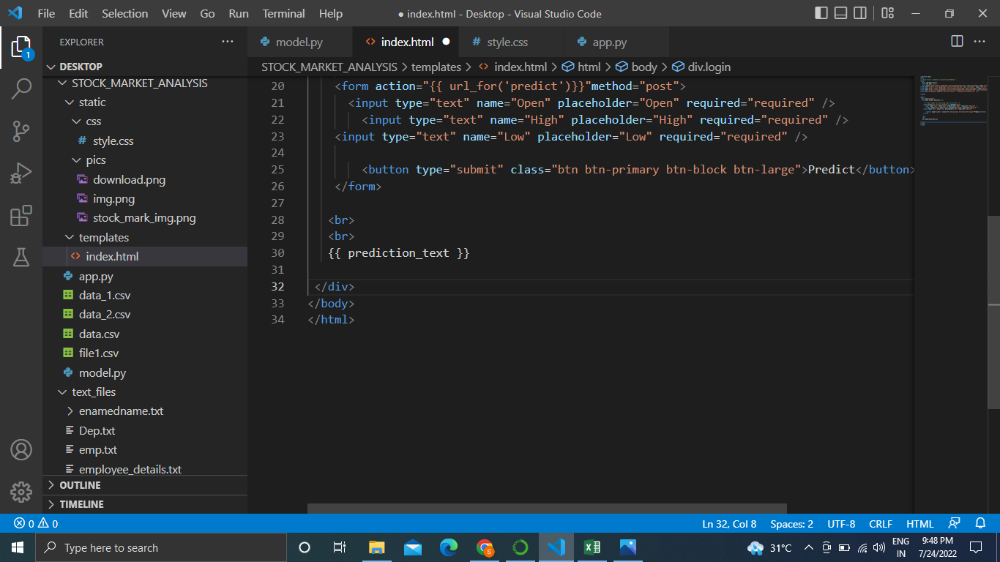 File Edit Selection View Go Run Terminal Help ● index.html - Desktop - Visual Studio Code
EXPLORER ···
1
DESKTOP
STOCK_MARKET_ANALYSIS
static
css
# style.css
pics
download.png
img.png
stock_mark_img.png
templates
<> index.html
app.py
data_1.csv
data_2.csv
data.csv
file1.csv
model.py
text_files
enamedname.txt
Dep.txt
emp.txt
employee_details.txt
OUTLINE
TIMELINE
model.py <> index.html ● # style.css app.py
STOCK_MARKET_ANALYSIS > templates > <> index.html > html > body > div.login
20 <form action="{{ url_for('predict')}}"method="post">
21 <input type="text" name="Open" placeholder="Open" required="required" />
22 <input type="text" name="High" placeholder="High" required="required" />
23 <input type="text" name="Low" placeholder="Low" required="required" />
24
25 <button type="submit" class="btn btn-primary btn-block btn-large">Predict</button>
26 </form>
27
28 <br>
29 <br>
30 {{ prediction_text }}
31
32 </div>
33 </body>
34 </html>
0 0 Ln 32, Col 8 Spaces: 2 UTF-8 CRLF HTML
Type here to search 31°C ENG IN 9:48 PM 7/24/2022